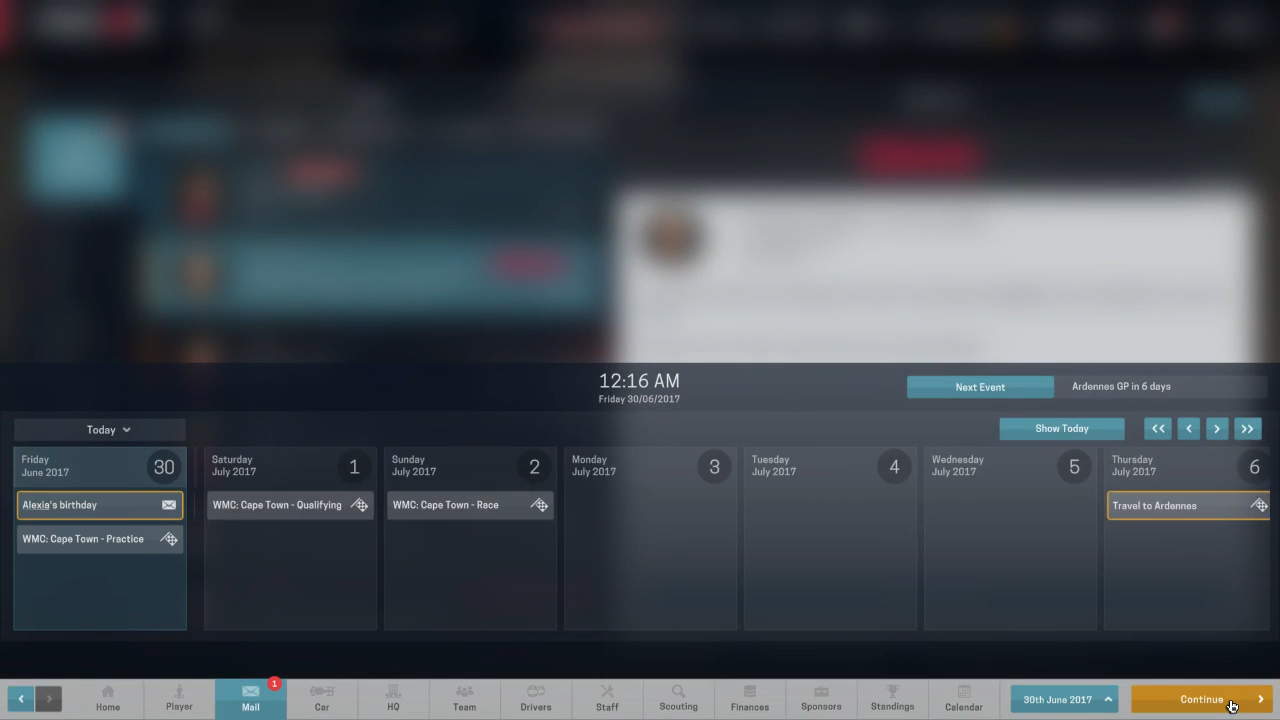 12:16 AM
Friday 30/06/2017
Next Event
Ardennes GP in 6 days
Today
Show Today
Friday
June 2017
30
Alexia's birthday
WMC: Cape Town - Practice
Saturday
July 2017
1
WMC: Cape Town - Qualifying
Sunday
July 2017
2
WMC: Cape Town - Race
Monday
July 2017
3
Tuesday
July 2017
4
Wednesday
July 2017
5
Thursday
July 2017
6
Travel to Ardennes
Home
Player
1
Mail
Car
HQ
Team
Drivers
Staff
Scouting
Finances
Sponsors
Standings
Calendar
30th June 2017
Continue